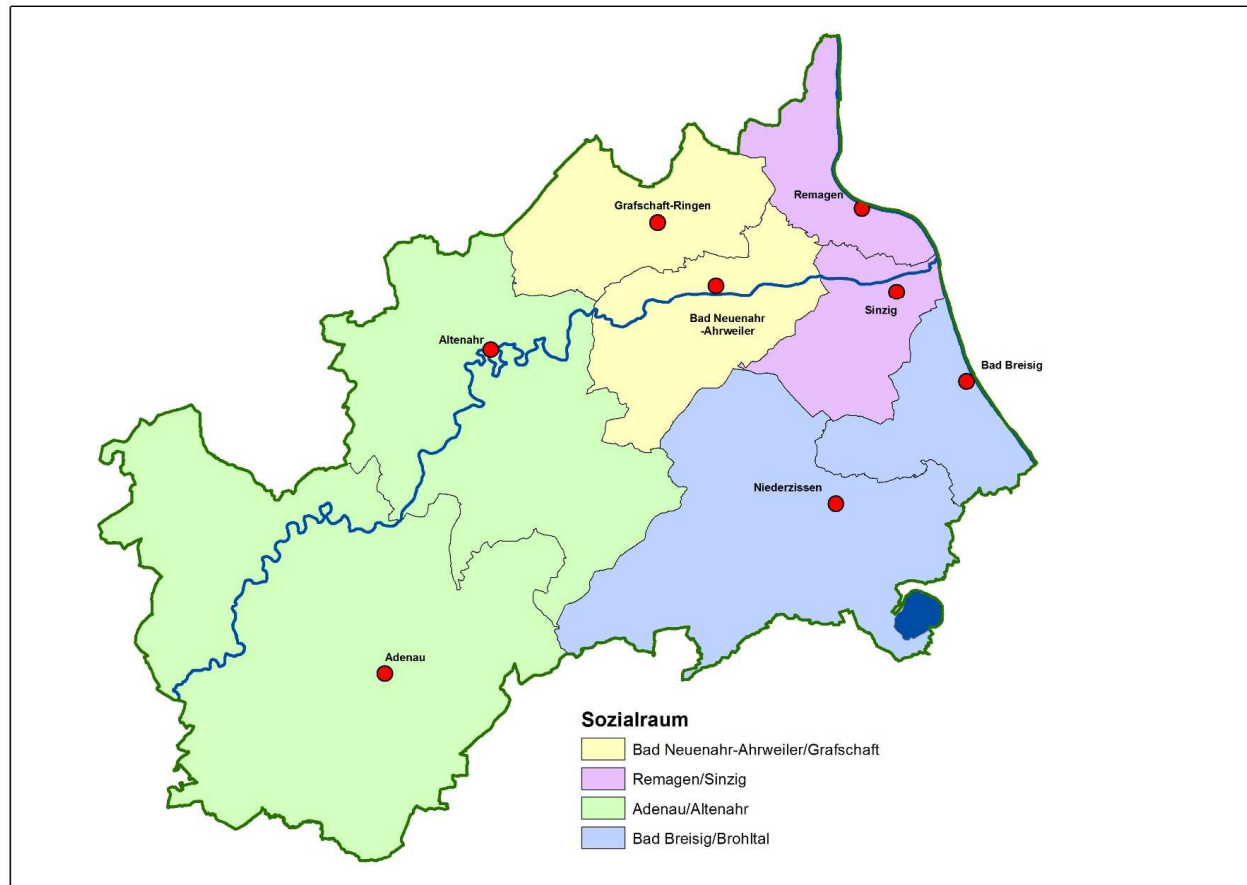 Remagen
Grafschaft-Ringen
Bad Neuenahr
-Ahrweiler
Sinzig
Altenahr
Bad Breisig
Niederzissen
Adenau
Sozialraum
Bad Neuenahr-Ahrweiler/Grafschaft
Remagen/Sinzig
Adenau/Altenahr
Bad Breisig/Brohltal